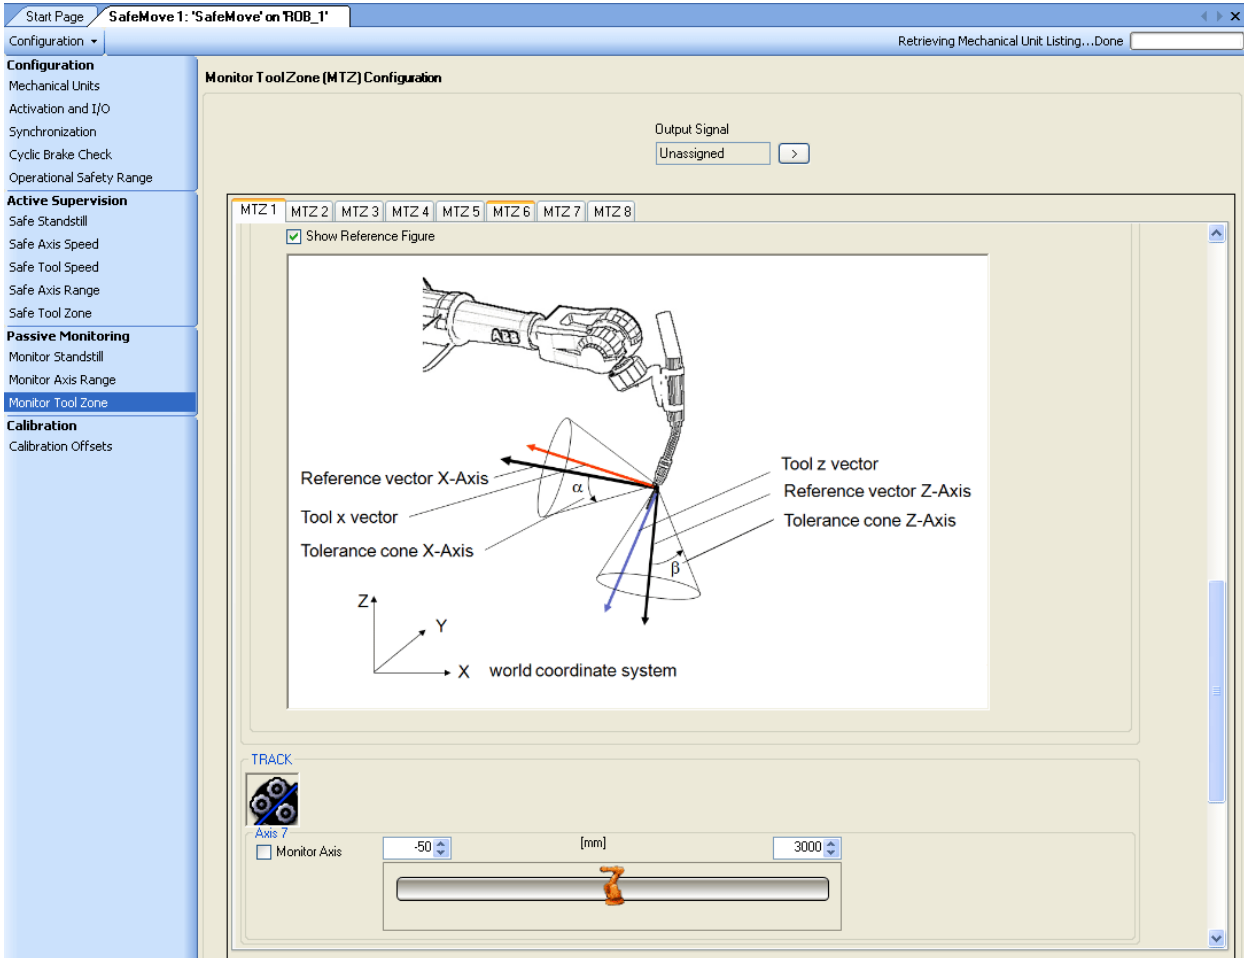 Start Page
SafeMove 1: 'SafeMove' on 'ROB_1'
Configuration
Retrieving Mechanical Unit Listing...Done
Configuration
Mechanical Units
Activation and I/O
Synchronization
Cyclic Brake Check
Operational Safety Range
Active Supervision
Safe Standstill
Safe Axis Speed
Safe Tool Speed
Safe Axis Range
Safe Tool Zone
Passive Monitoring
Monitor Standstill
Monitor Axis Range
Monitor Tool Zone
Calibration
Calibration Offsets
Monitor Tool Zone (MTZ) Configuration
Output Signal
Unassigned >
MTZ 1 MTZ 2 MTZ 3 MTZ 4 MTZ 5 MTZ 6 MTZ 7 MTZ 8
Show Reference Figure
ABB
Reference vector X-Axis
α
Tool x vector
Tolerance cone X-Axis
Tool z vector
Reference vector Z-Axis
Tolerance cone Z-Axis
β
Z
Y
X
world coordinate system
TRACK
Axis 7
Monitor Axis
-50 [mm] 3000